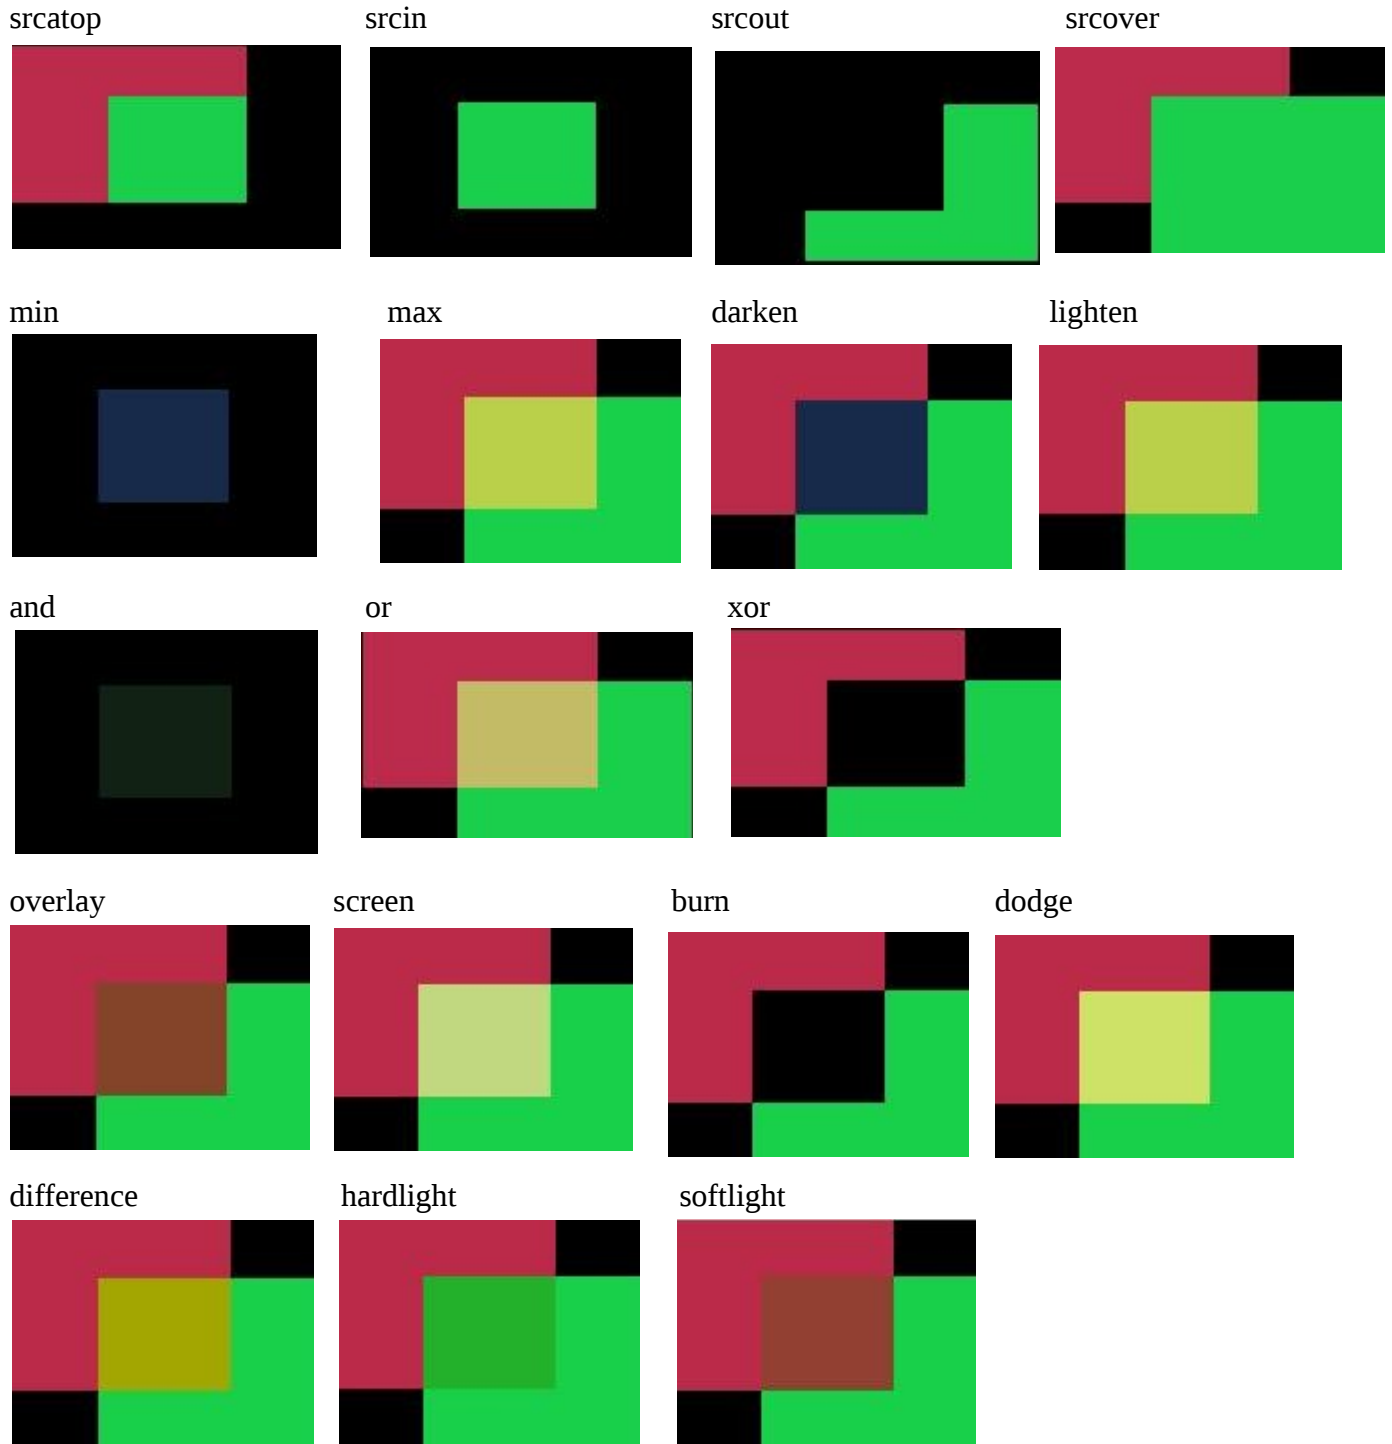 srcatop srcin srcout srcover
min max darken lighten
and or xor
overlay screen burn dodge
difference hardlight softlight